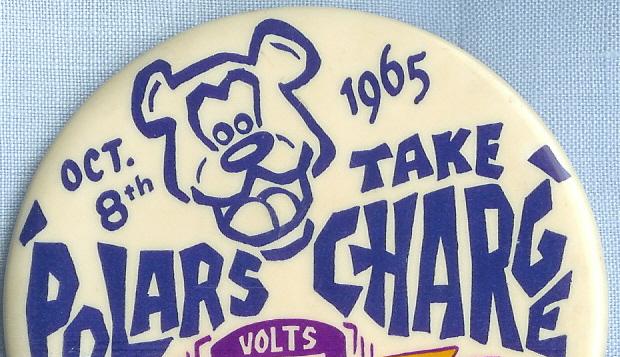 OCT. 8th 1965
'POLARS TAKE CHARGE'
VOLTS